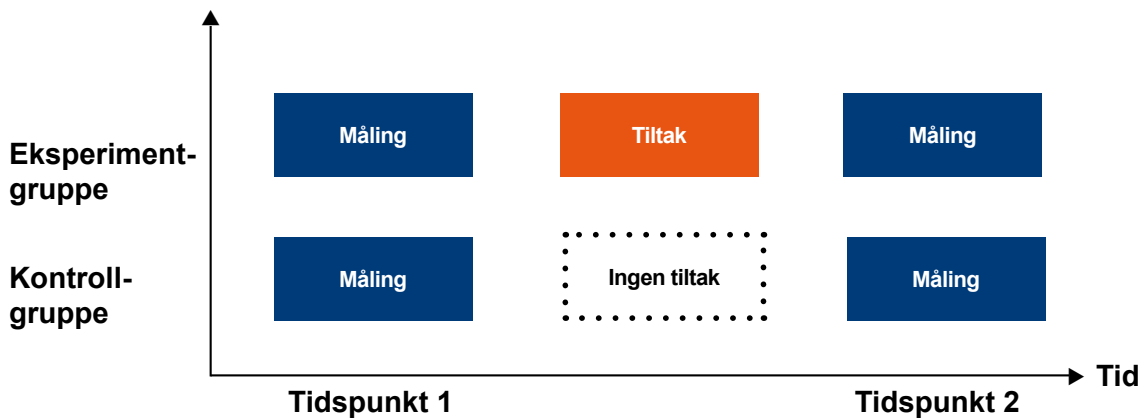 Eksperiment-
gruppe
Måling
Tiltak
Måling
Kontroll-
gruppe
Måling
Ingen tiltak
Måling
Tid
Tidspunkt 1
Tidspunkt 2